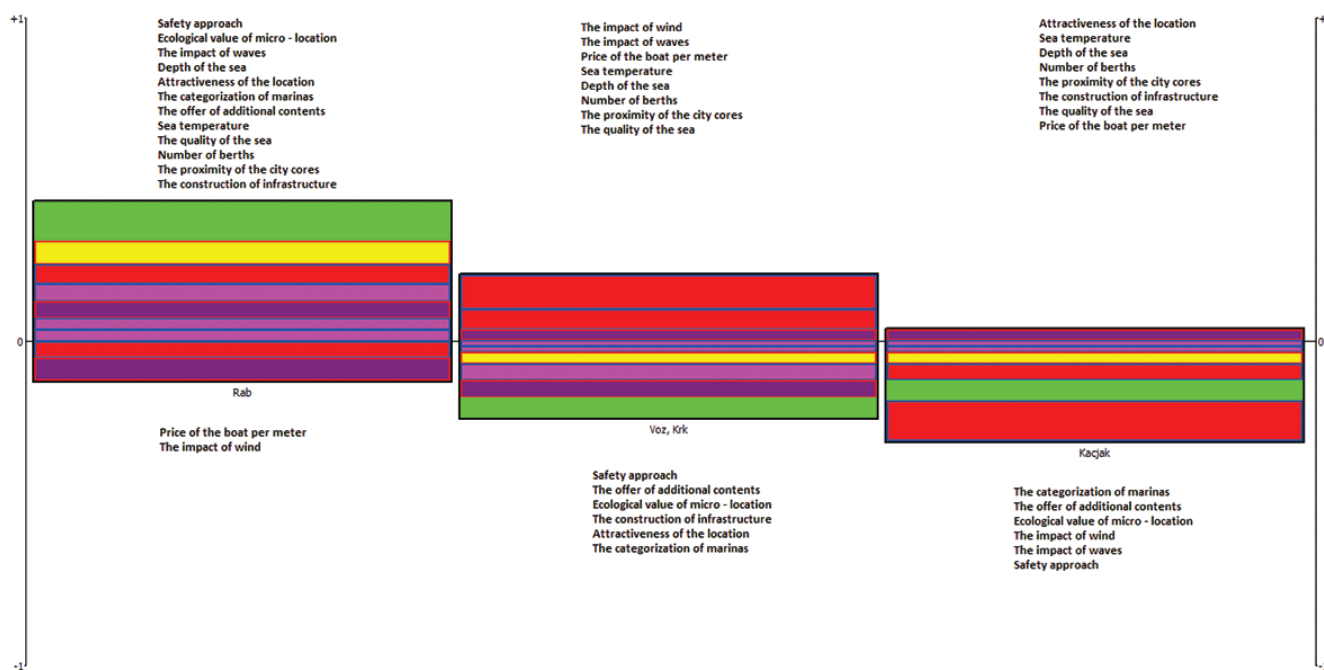 +1
Safety approach
Ecological value of micro - location
The impact of waves
Depth of the sea
Attractiveness of the location
The categorization of marinas
The offer of additional contents
Sea temperature
The quality of the sea
Number of berths
The proximity of the city cores
The construction of infrastructure
The impact of wind
The impact of waves
Price of the boat per meter
Sea temperature
Depth of the sea
Number of berths
The proximity of the city cores
The quality of the sea
Attractiveness of the location
Sea temperature
Depth of the sea
Number of berths
The proximity of the city cores
The construction of infrastructure
The quality of the sea
Price of the boat per meter
0
0
Rab
Voz, Krk
Kacjak
Price of the boat per meter
The impact of wind
Safety approach
The offer of additional contents
Ecological value of micro - location
The construction of infrastructure
Attractiveness of the location
The categorization of marinas
The categorization of marinas
The offer of additional contents
Ecological value of micro - location
The impact of wind
The impact of waves
Safety approach
-1